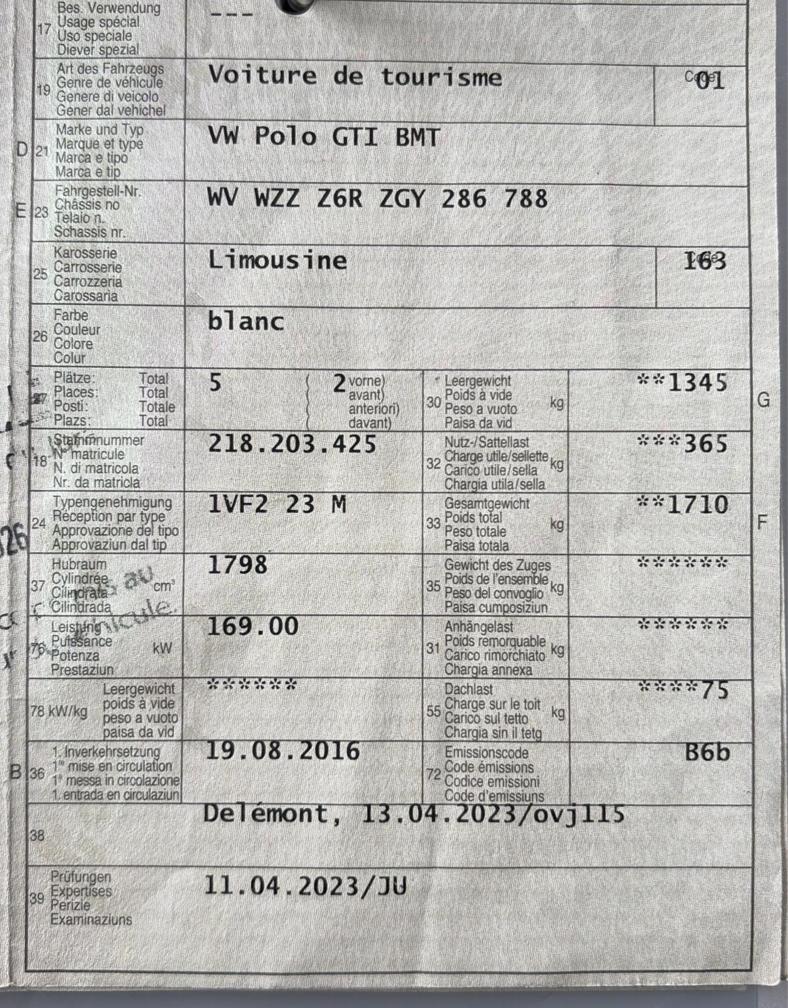 17
Bes. Verwendung
Usage spécial
Uso speciale
Diever spezial
---
19
Art des Fahrzeugs
Genre de véhicule
Genere di veicolo
Gener dal vehichel
Voiture de tourisme
Code
01
D
21
Marke und Typ
Marque et type
Marca e tipo
Marca e tip
VW Polo GTI BMT
E
23
Fahrgestell-Nr.
Châssis no
Telaio n.
Schassis nr.
WV WZZ Z6R ZGY 286 788
25
Karosserie
Carrosserie
Carrozzeria
Carossaria
Limousine
163
26
Farbe
Couleur
Colore
Colur
blanc
27
Plätze: Total
Places: Total
Posti: Totale
Plazs: Total
5
2
vorne)
avant)
anteriori)
davant)
30
Leergewicht
Poids à vide
Peso a vuoto
Paisa da vid
kg
**1345
G
18
Stammnummer
N° matricule
N. di matricola
Nr. da matricla
218.203.425
32
Nutz-/Sattellast
Charge utile/sellette
Carico utile/sella
Chargia utila/sella
kg
***365
24
Typengenehmigung
Réception par type
Approvazione del tipo
Approvaziun dal tip
1VF2 23 M
33
Gesamtgewicht
Poids total
Peso totale
Paisa totala
kg
**1710
F
37
Hubraum
Cylindrée
Cilindrata
Cilindrada
cm³
1798
35
Gewicht des Zuges
Poids de l'ensemble
Peso del convoglio
Paisa cumposiziun
kg
******
76
Leistung
Puissance
Potenza
Prestaziun
kW
169.00
31
Anhängelast
Poids remorquable
Carico rimorchiato
Chargia annexa
kg
******
78 kW/kg
Leergewicht
poids à vide
peso a vuoto
paisa da vid
******
55
Dachlast
Charge sur le toit
Carico sul tetto
Chargia sin il tetg
kg
****75
B
36
1. Inverkehrsetzung
1re mise en circulation
1a messa in circolazione
1. entrada en circulaziun
19.08.2016
72
Emissionscode
Code émissions
Codice emissioni
Code d'emissiuns
B6b
38
Delémont, 13.04.2023/ovj115
39
Prüfungen
Expertises
Perizie
Examinaziuns
11.04.2023/JU